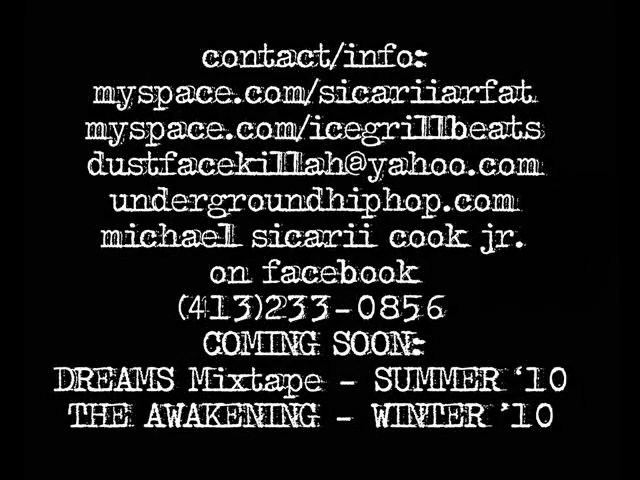 contact/info:
myspace.com/sicariiarfat
myspace.com/icegrillbeats
dustfacekillah@yahoo.com
undergroundhiphop.com
michael sicarii cook jr.
on facebook
(413)233-0856
COMING SOON:
DREAMS Mixtape - SUMMER '10
THE AWAKENING - WINTER '10